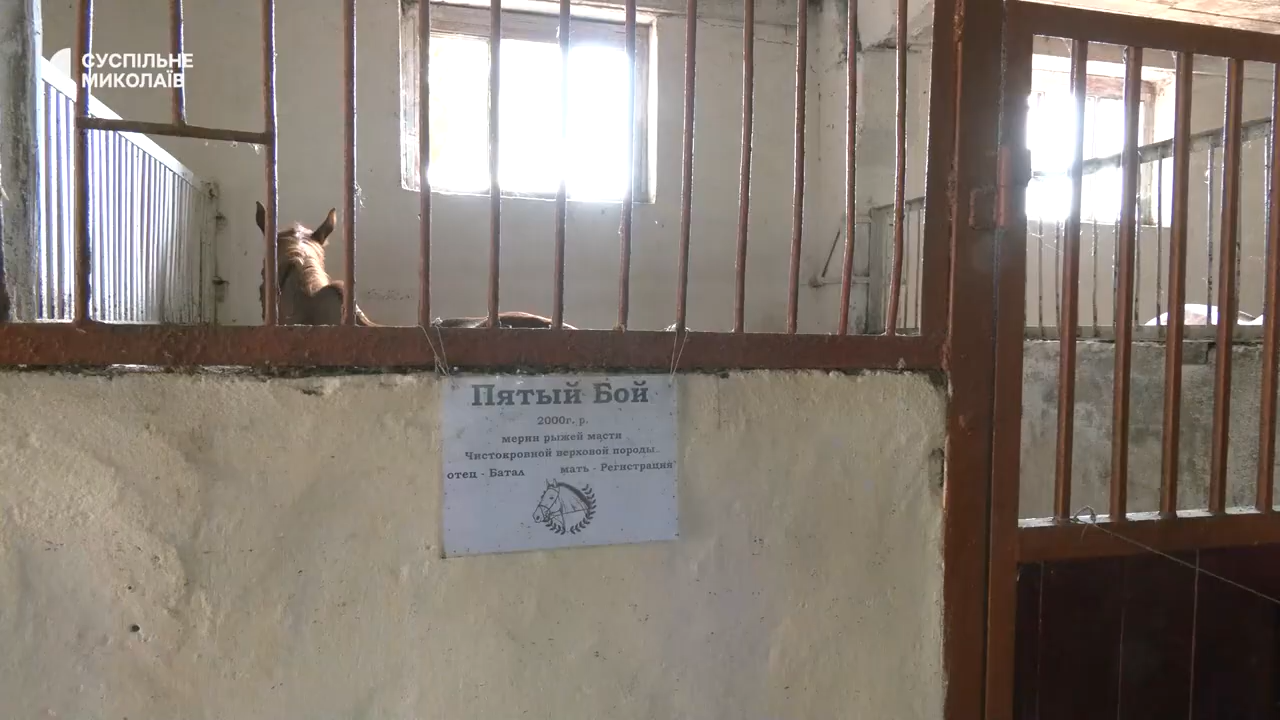 СУСПІЛЬНЕ
МИКОЛАЇВ
Пятый Бой
2000г. р.
мерин рыжей масти
Чистокровной верховой породы.
отец - Батал мать - Регистрация